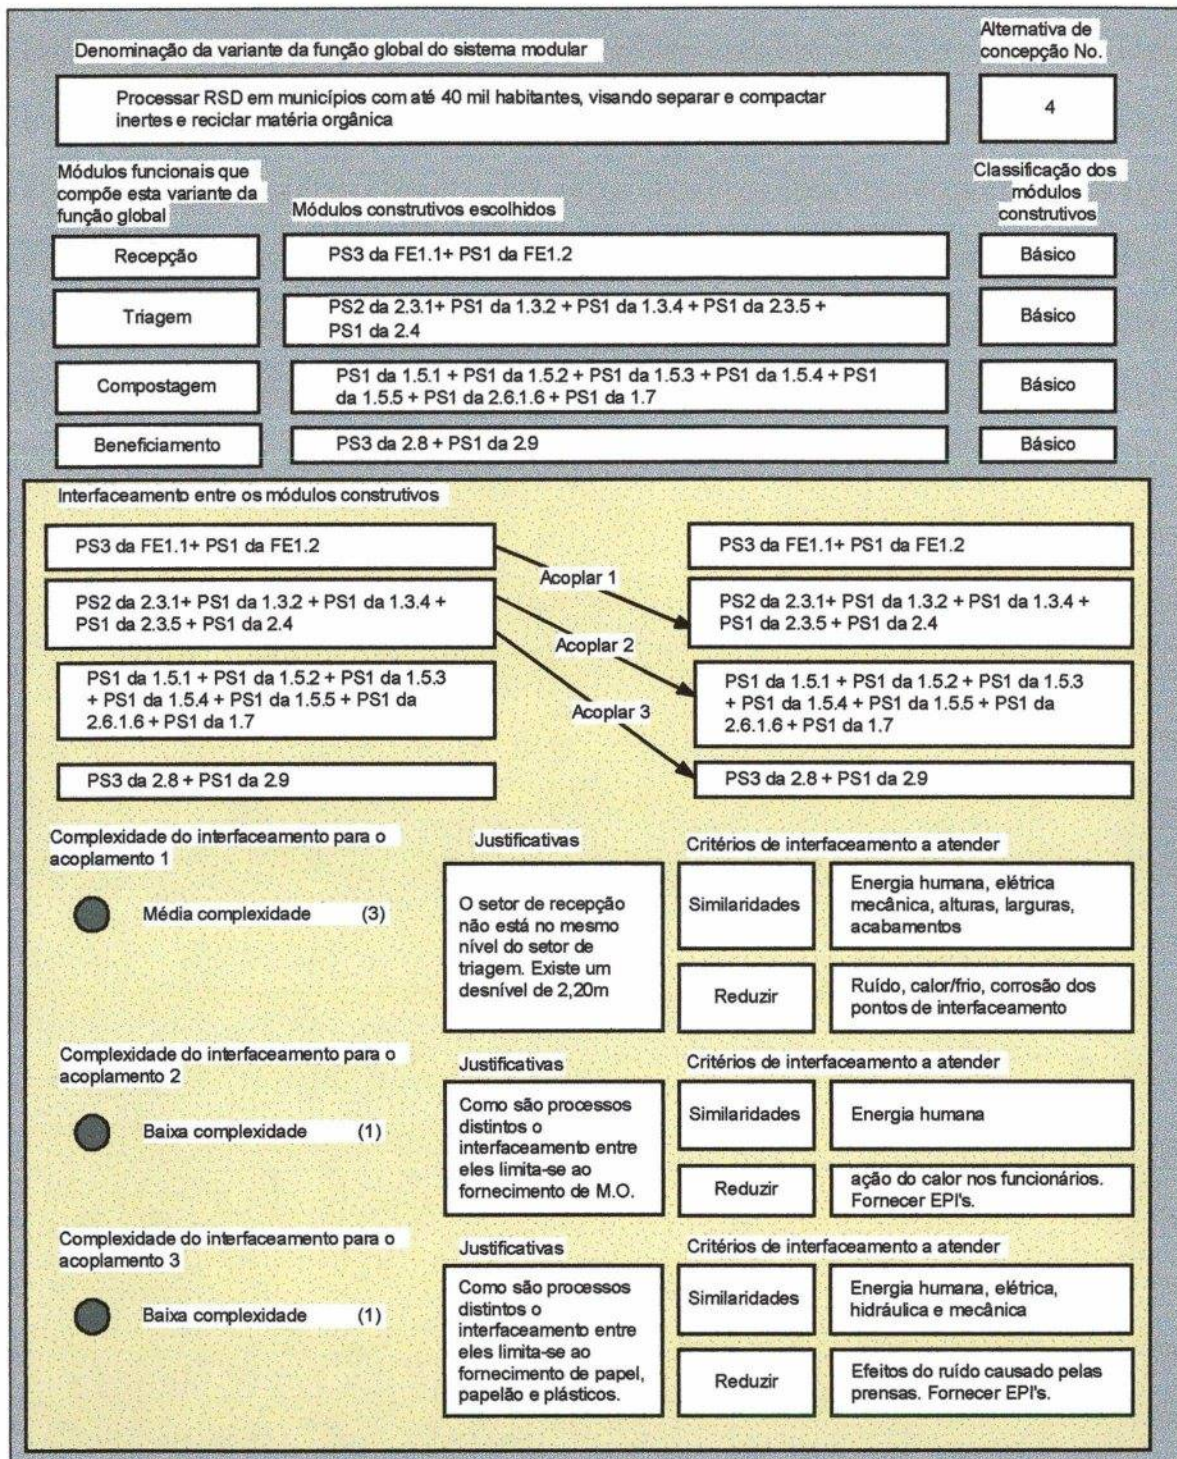 Denominação da variante da função global do sistema modular
Alternativa de
concepção No.
Processar RSD em municípios com até 40 mil habitantes, visando separar e compactar
inertes e reciclar matéria orgânica
4
Módulos funcionais que
compõe esta variante da
função global
Módulos construtivos escolhidos
Classificação dos
módulos
construtivos
Recepção
PS3 da FE1.1+ PS1 da FE1.2
Básico
Triagem
PS2 da 2.3.1+ PS1 da 1.3.2 + PS1 da 1.3.4 + PS1 da 2.3.5 +
PS1 da 2.4
Básico
Compostagem
PS1 da 1.5.1 + PS1 da 1.5.2 + PS1 da 1.5.3 + PS1 da 1.5.4 + PS1
da 1.5.5 + PS1 da 2.6.1.6 + PS1 da 1.7
Básico
Beneficiamento
PS3 da 2.8 + PS1 da 2.9
Básico
Interfaceamento entre os módulos construtivos
PS3 da FE1.1+ PS1 da FE1.2
PS3 da FE1.1+ PS1 da FE1.2
Acoplar 1
PS2 da 2.3.1+ PS1 da 1.3.2 + PS1 da 1.3.4 +
PS1 da 2.3.5 + PS1 da 2.4
PS2 da 2.3.1+ PS1 da 1.3.2 + PS1 da 1.3.4 +
PS1 da 2.3.5 + PS1 da 2.4
Acoplar 2
PS1 da 1.5.1 + PS1 da 1.5.2 + PS1 da 1.5.3
+ PS1 da 1.5.4 + PS1 da 1.5.5 + PS1 da
2.6.1.6 + PS1 da 1.7
PS1 da 1.5.1 + PS1 da 1.5.2 + PS1 da 1.5.3
+ PS1 da 1.5.4 + PS1 da 1.5.5 + PS1 da
2.6.1.6 + PS1 da 1.7
Acoplar 3
PS3 da 2.8 + PS1 da 2.9
PS3 da 2.8 + PS1 da 2.9
Complexidade do interfaceamento para o
acoplamento 1
Justificativas
Critérios de interfaceamento a atender
Média complexidade (3)
O setor de recepção
não está no mesmo
nível do setor de
triagem. Existe um
desnível de 2,20m
Similaridades
Energia humana, elétrica
mecânica, alturas, larguras,
acabamentos
Reduzir
Ruído, calor/frio, corrosão dos
pontos de interfaceamento
Complexidade do interfaceamento para o
acoplamento 2
Justificativas
Critérios de interfaceamento a atender
Baixa complexidade (1)
Como são processos
distintos o
interfaceamento entre
eles limita-se ao
fornecimento de M.O.
Similaridades
Energia humana
Reduzir
ação do calor nos funcionários.
Fornecer EPI's.
Complexidade do interfaceamento para o
acoplamento 3
Justificativas
Critérios de interfaceamento a atender
Baixa complexidade (1)
Como são processos
distintos o
interfaceamento entre
eles limita-se ao
fornecimento de papel,
papelão e plásticos.
Similaridades
Energia humana, elétrica,
hidráulica e mecânica
Reduzir
Efeitos do ruído causado pelas
prensas. Fornecer EPI's.